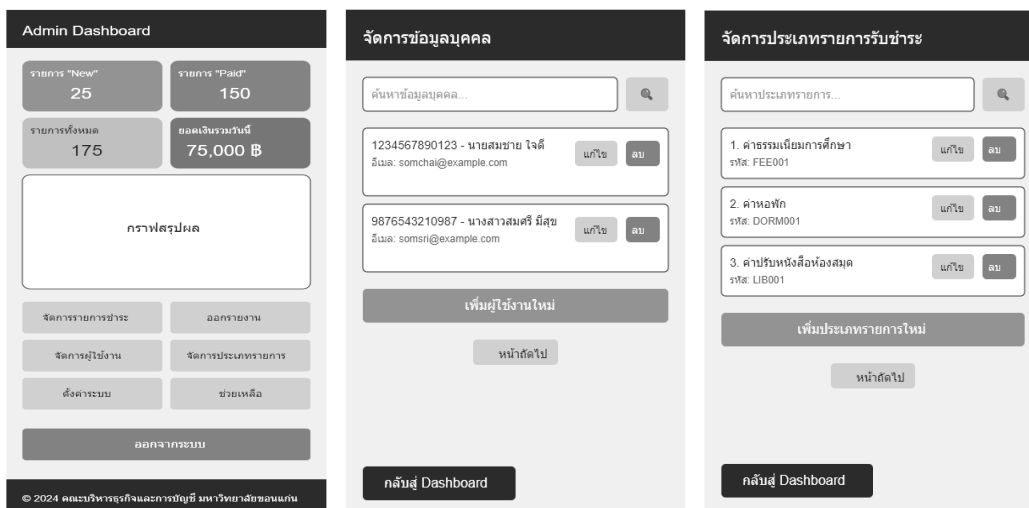 Admin Dashboard
รายการ "New"
25
รายการ "Paid"
150
รายการทั้งหมด
175
ยอดเงินรวมวันนี้
75,000 ฿
กราฟสรุปผล
จัดการรายการชำระ
ออกรายงาน
จัดการผู้ใช้งาน
จัดการประเภทรายการ
ตั้งค่าระบบ
ช่วยเหลือ
ออกจากระบบ
© 2024 คณะบริหารธุรกิจและการบัญชี มหาวิทยาลัยขอนแก่น
จัดการข้อมูลบุคคล
ค้นหาข้อมูลบุคคล...
1234567890123 - นายสมชาย ใจดี
อีเมล: somchai@example.com
แก้ไข
ลบ
9876543210987 - นางสาวสมศรี มีสุข
อีเมล: somsri@example.com
แก้ไข
ลบ
เพิ่มผู้ใช้งานใหม่
หน้าถัดไป
กลับสู่ Dashboard
จัดการประเภทรายการรับชำระ
ค้นหาประเภทรายการ...
1. ค่าธรรมเนียมการศึกษา
รหัส: FEE001
แก้ไข
ลบ
2. ค่าหอพัก
รหัส: DORM001
แก้ไข
ลบ
3. ค่าปรับหนังสือห้องสมุด
รหัส: LIB001
แก้ไข
ลบ
เพิ่มประเภทรายการใหม่
หน้าถัดไป
กลับสู่ Dashboard